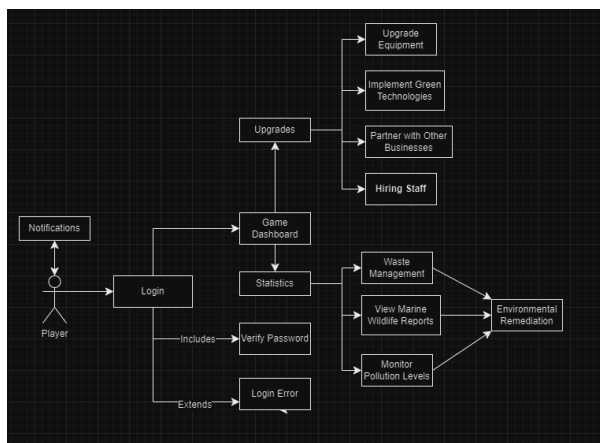 Upgrade
Equipment
Implement Green
Technologies
Upgrades
Partner with Other
Businesses
Hiring Staff
Notifications
Game
Dashboard
Waste
Management
Login
Statistics
View Marine
Wildlife Reports
Environmental
Remediation
Player
Includes
Verify Password
Monitor
Pollution Levels
Extends
Login Error